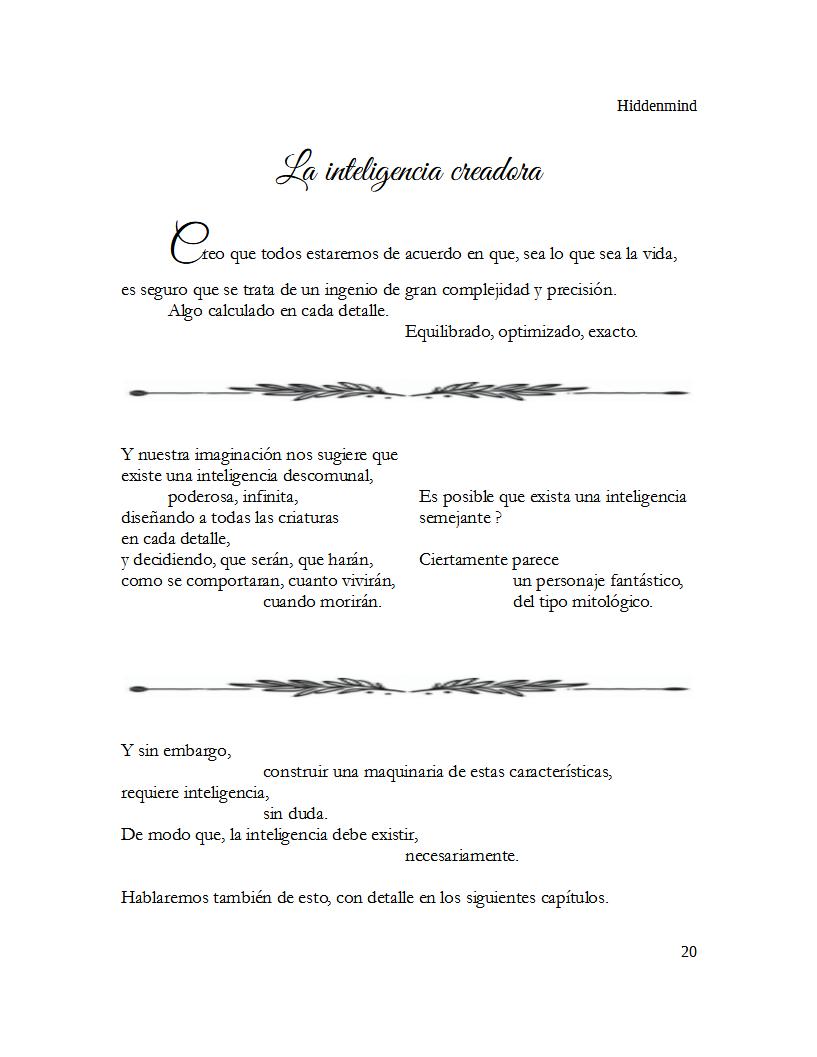 Hiddenmind
La inteligencia creadora
Creo que todos estaremos de acuerdo en que, sea lo que sea la vida,
es seguro que se trata de un ingenio de gran complejidad y precisión.
Algo calculado en cada detalle.
Equilibrado, optimizado, exacto.
Y nuestra imaginación nos sugiere que
existe una inteligencia descomunal,
poderosa, infinita,
diseñando a todas las criaturas
en cada detalle,
y decidiendo, que serán, que harán,
como se comportaran, cuanto vivirán,
cuando morirán.
Es posible que exista una inteligencia
semejante ?
Ciertamente parece
un personaje fantástico,
del tipo mitológico.
Y sin embargo,
construir una maquinaria de estas características,
requiere inteligencia,
sin duda.
De modo que, la inteligencia debe existir,
necesariamente.
Hablaremos también de esto, con detalle en los siguientes capítulos.
20